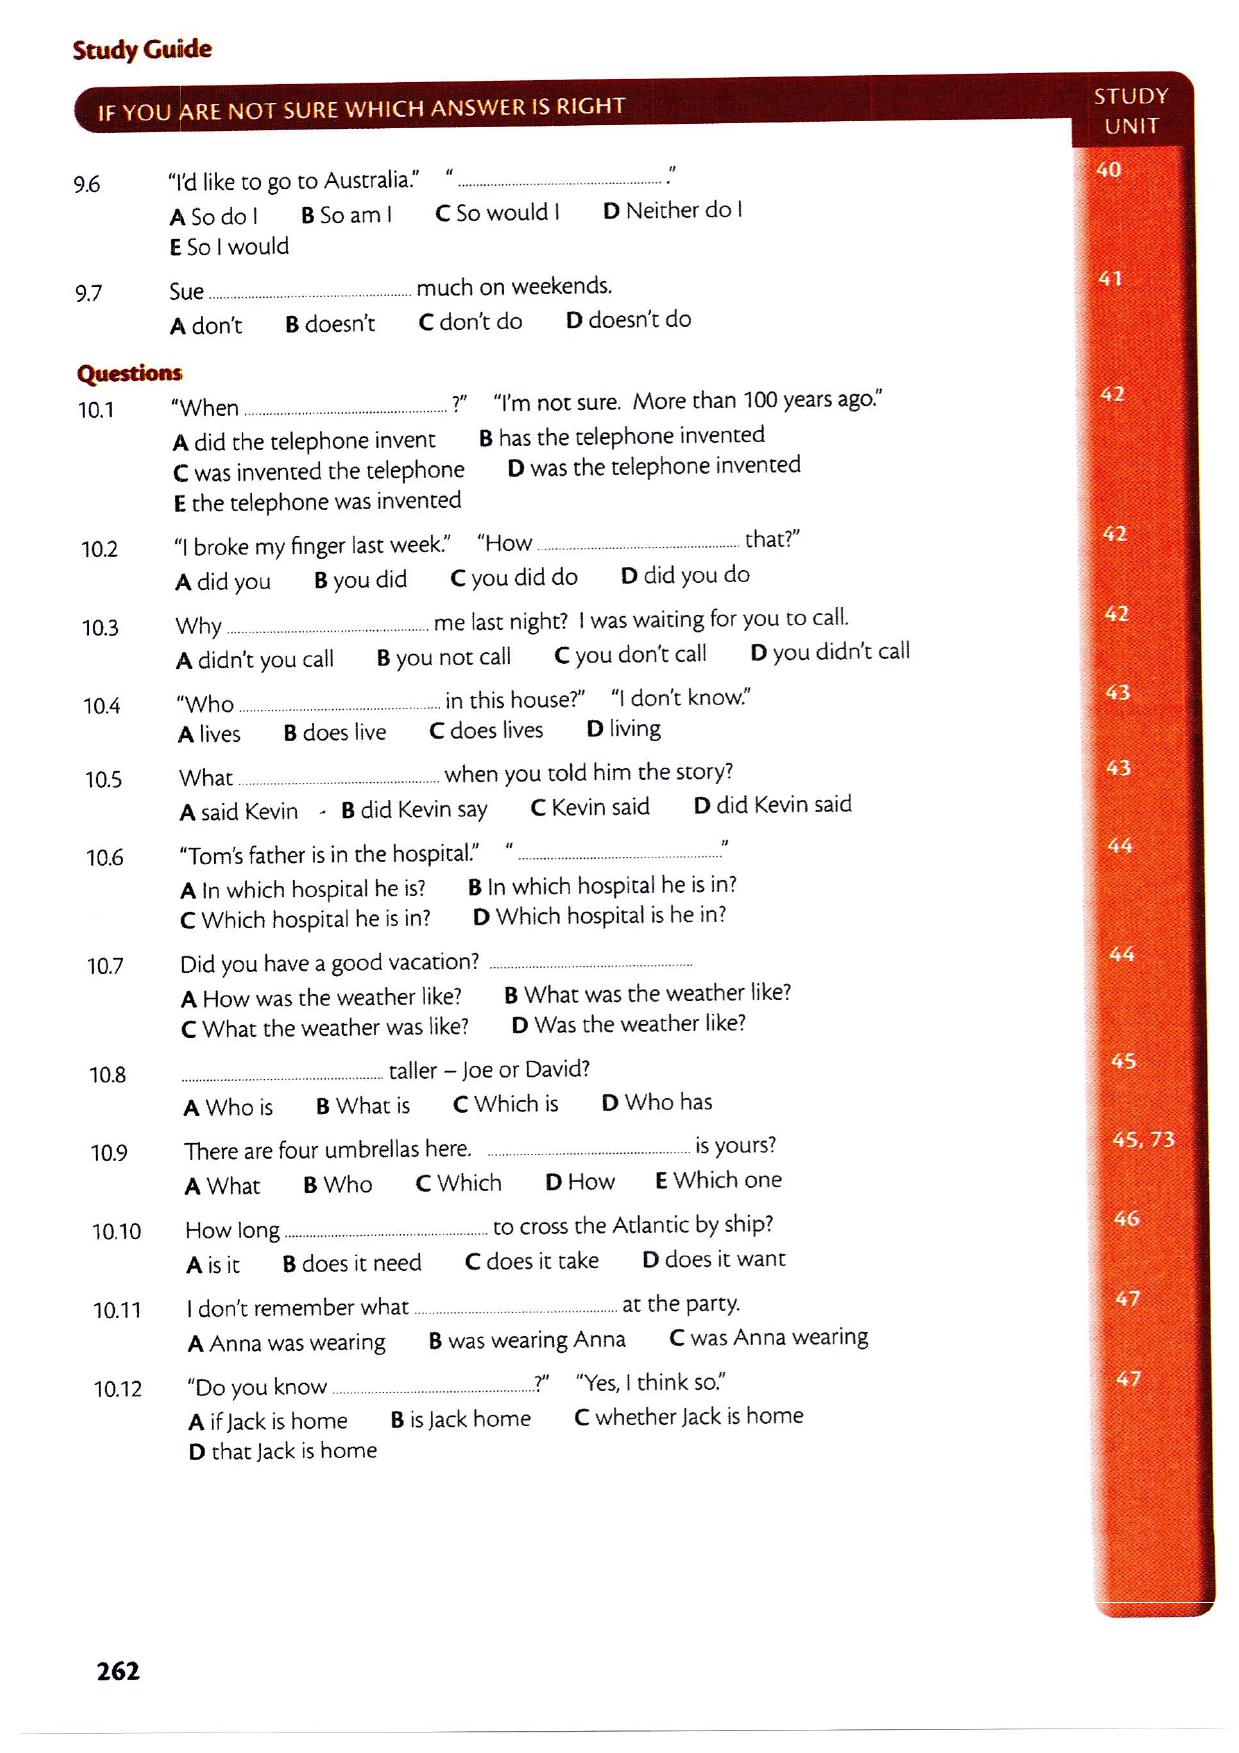 Study Guide
IF YOU ARE NOT SURE WHICH ANSWER IS RIGHT
STUDY
UNIT
9.6 "I'd like to go to Australia." " ........................ ." 40
A So do I B So am I C So would I D Neither do I
E So I would
9.7 Sue ........................ much on weekends. 41
A don't B doesn't C don't do D doesn't do
Questions
10.1 "When ........................ ?" "I'm not sure. More than 100 years ago." 42
A did the telephone invent B has the telephone invented
C was invented the telephone D was the telephone invented
E the telephone was invented
10.2 "I broke my finger last week." "How ........................ that?" 42
A did you B you did C you did do D did you do
10.3 Why ........................ me last night? I was waiting for you to call. 42
A didn't you call B you not call C you don't call D you didn't call
10.4 "Who ........................ in this house?" "I don't know." 43
A lives B does live C does lives D living
10.5 What ........................ when you told him the story? 43
A said Kevin - B did Kevin say C Kevin said D did Kevin said
10.6 "Tom's father is in the hospital." " ........................ " 44
A In which hospital he is? B In which hospital he is in?
C Which hospital he is in? D Which hospital is he in?
10.7 Did you have a good vacation? ........................ 44
A How was the weather like? B What was the weather like?
C What the weather was like? D Was the weather like?
10.8 ........................ taller – Joe or David? 45
A Who is B What is C Which is D Who has
10.9 There are four umbrellas here. ........................ is yours? 45, 73
A What B Who C Which D How E Which one
10.10 How long ........................ to cross the Atlantic by ship? 46
A is it B does it need C does it take D does it want
10.11 I don't remember what ........................ at the party. 47
A Anna was wearing B was wearing Anna C was Anna wearing
10.12 "Do you know ........................ ?" "Yes, I think so." 47
A if Jack is home B is Jack home C whether Jack is home
D that Jack is home
262